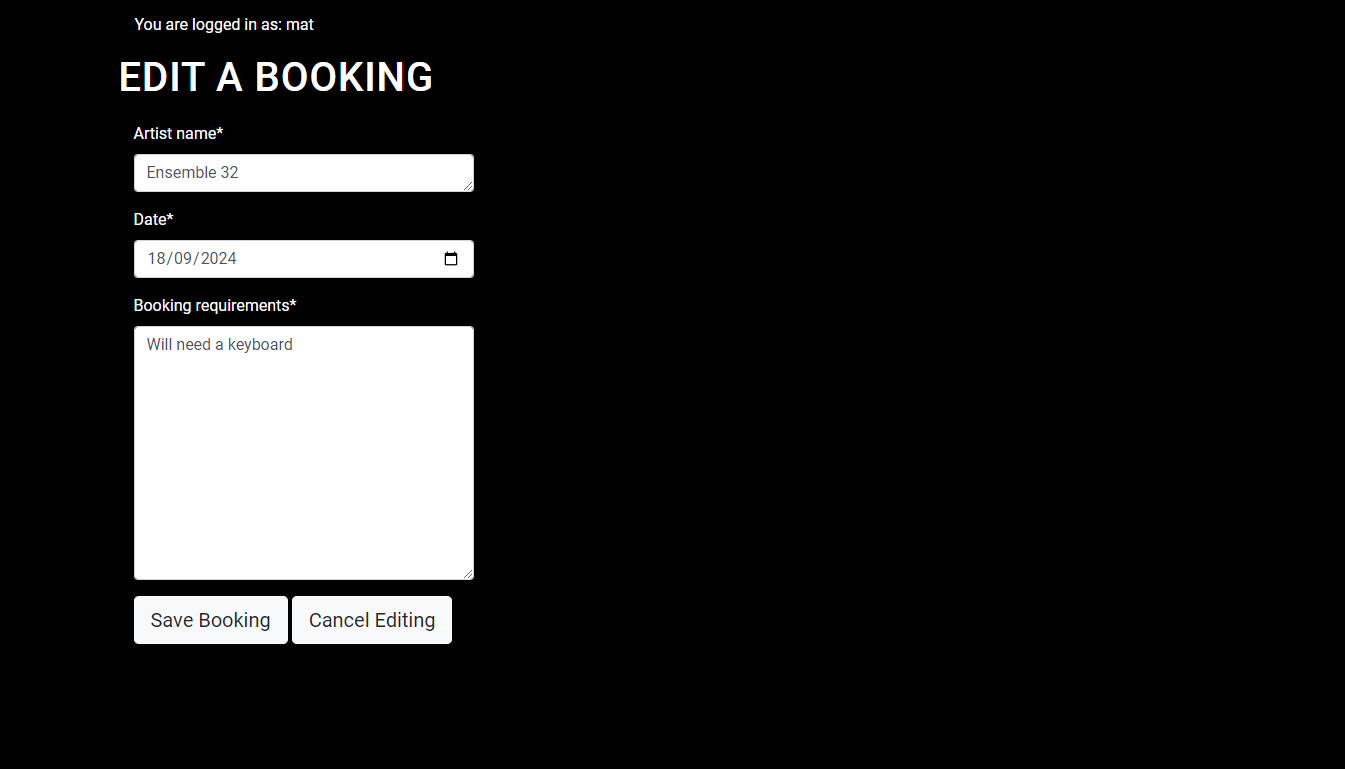 You are logged in as: mat
EDIT A BOOKING
Artist name*
Ensemble 32
Date*
18/09/2024
Booking requirements*
Will need a keyboard
Save Booking Cancel Editing